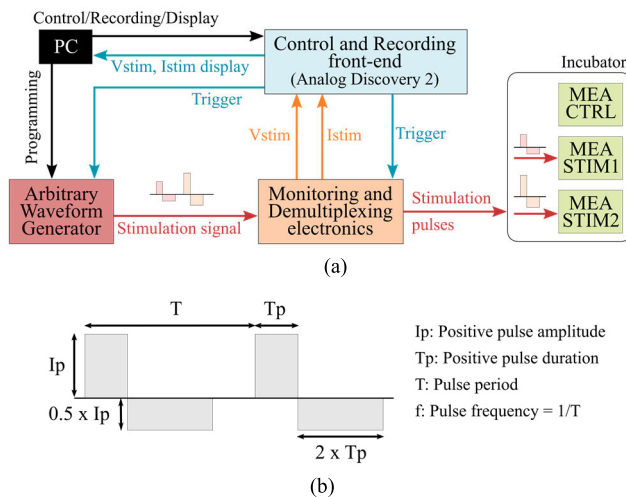 Control/Recording/Display
PC
Control and Recording
front-end
(Analog Discovery 2)
Vstim, Istim display
Trigger
Programming
Vstim
Istim
Trigger
Incubator
MEA
CTRL
MEA
STIM1
MEA
STIM2
Arbitrary
Waveform
Generator
Stimulation signal
Monitoring and
Demultiplexing
electronics
Stimulation
pulses
(a)
T
Tp
Ip
0.5 x Ip
2 x Tp
Ip: Positive pulse amplitude
Tp: Positive pulse duration
T: Pulse period
f: Pulse frequency = 1/T
(b)